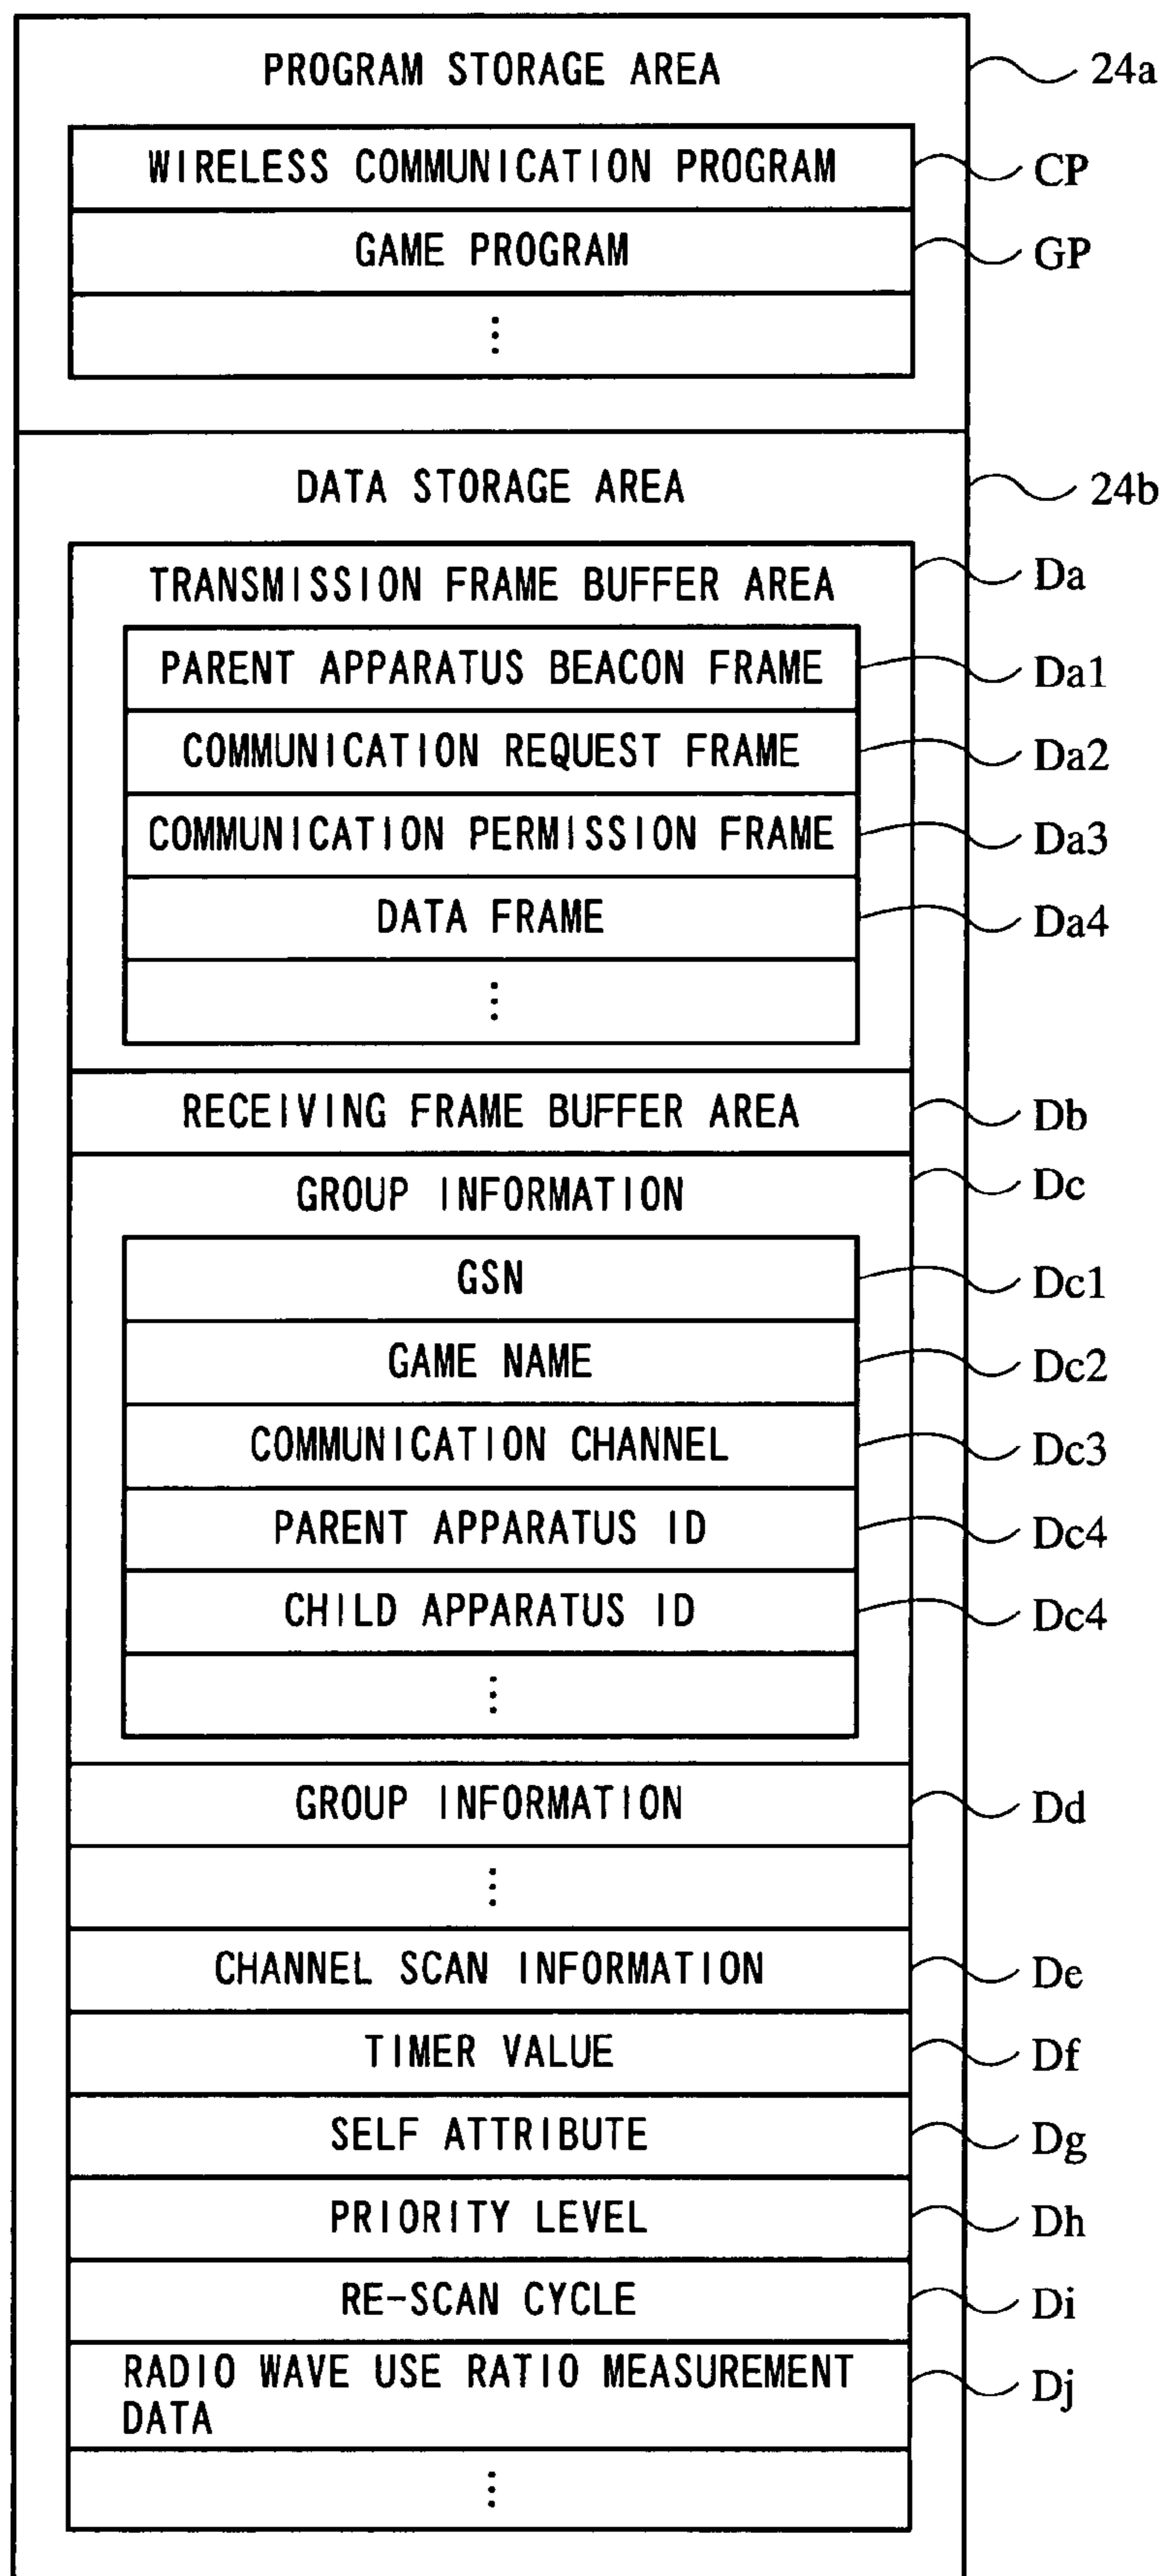 PROGRAM STORAGE AREA 24a
WIRELESS COMMUNICATION PROGRAM CP
GAME PROGRAM GP
⋮
DATA STORAGE AREA 24b
TRANSMISSION FRAME BUFFER AREA Da
PARENT APPARATUS BEACON FRAME Da1
COMMUNICATION REQUEST FRAME Da2
COMMUNICATION PERMISSION FRAME Da3
DATA FRAME Da4
⋮
RECEIVING FRAME BUFFER AREA Db
GROUP INFORMATION Dc
GSN Dc1
GAME NAME Dc2
COMMUNICATION CHANNEL Dc3
PARENT APPARATUS ID Dc4
CHILD APPARATUS ID Dc4
⋮
GROUP INFORMATION Dd
⋮
CHANNEL SCAN INFORMATION De
TIMER VALUE Df
SELF ATTRIBUTE Dg
PRIORITY LEVEL Dh
RE-SCAN CYCLE Di
RADIO WAVE USE RATIO MEASUREMENT Dj
DATA
⋮